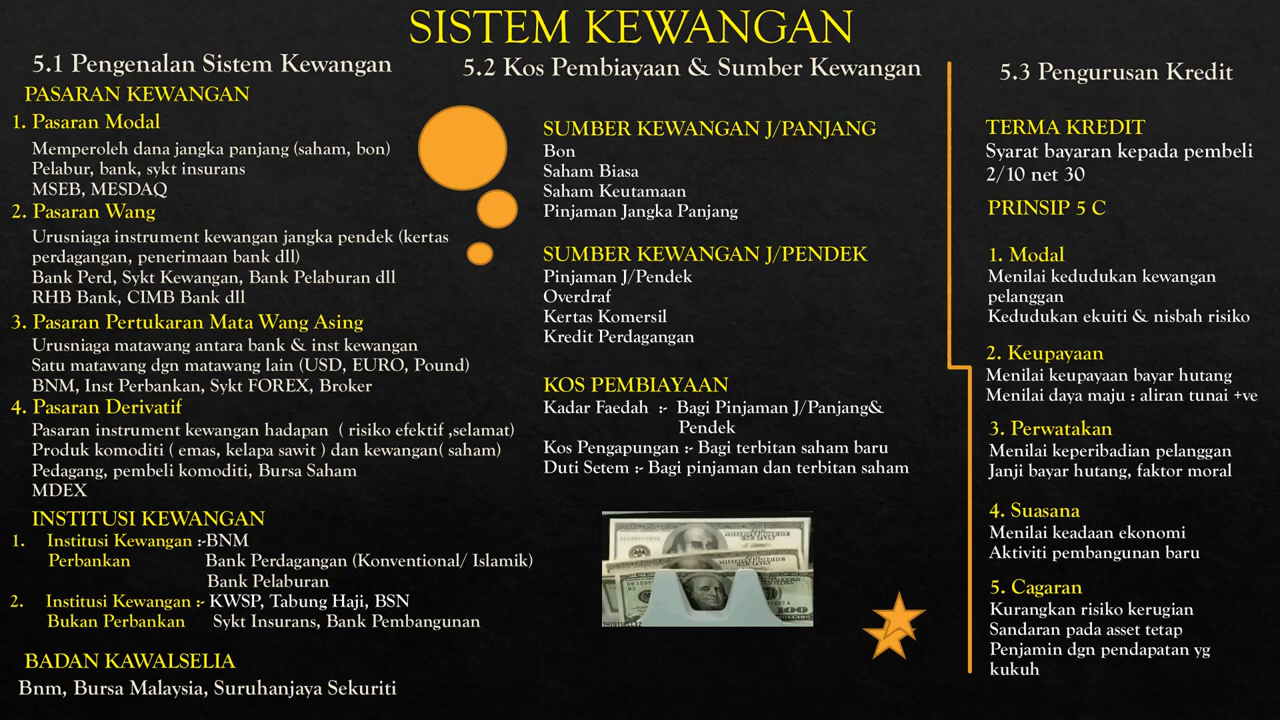 SISTEM KEWANGAN
5.1 Pengenalan Sistem Kewangan
PASARAN KEWANGAN
1. Pasaran Modal
Memperoleh dana jangka panjang (saham, bon)
Pelabur, bank, sykt insurans
MSEB, MESDAQ
2. Pasaran Wang
Urusniaga instrument kewangan jangka pendek (kertas
perdagangan, penerimaan bank dll)
Bank Perd, Sykt Kewangan, Bank Pelaburan dll
RHB Bank, CIMB Bank dll
3. Pasaran Pertukaran Mata Wang Asing
Urusniaga matawang antara bank & inst kewangan
Satu matawang dgn matawang lain (USD, EURO, Pound)
BNM, Inst Perbankan, Sykt FOREX, Broker
4. Pasaran Derivatif
Pasaran instrument kewangan hadapan ( risiko efektif ,selamat)
Produk komoditi ( emas, kelapa sawit ) dan kewangan( saham)
Pedagang, pembeli komoditi, Bursa Saham
MDEX
INSTITUSI KEWANGAN
1. Institusi Kewangan :-BNM
Perbankan Bank Perdagangan (Konventional/ Islamik)
Bank Pelaburan
2. Institusi Kewangan :- KWSP, Tabung Haji, BSN
Bukan Perbankan Sykt Insurans, Bank Pembangunan
BADAN KAWALSELIA
Bnm, Bursa Malaysia, Suruhanjaya Sekuriti
5.2 Kos Pembiayaan & Sumber Kewangan
SUMBER KEWANGAN J/PANJANG
Bon
Saham Biasa
Saham Keutamaan
Pinjaman Jangka Panjang
SUMBER KEWANGAN J/PENDEK
Pinjaman J/Pendek
Overdraf
Kertas Komersil
Kredit Perdagangan
KOS PEMBIAYAAN
Kadar Faedah :- Bagi Pinjaman J/Panjang&
Pendek
Kos Pengapungan :- Bagi terbitan saham baru
Duti Setem :- Bagi pinjaman dan terbitan saham
100
5.3 Pengurusan Kredit
TERMA KREDIT
Syarat bayaran kepada pembeli
2/10 net 30
PRINSIP 5 C
1. Modal
Menilai kedudukan kewangan
pelanggan
Kedudukan ekuiti & nisbah risiko
2. Keupayaan
Menilai keupayaan bayar hutang
Menilai daya maju : aliran tunai +ve
3. Perwatakan
Menilai keperibadian pelanggan
Janji bayar hutang, faktor moral
4. Suasana
Menilai keadaan ekonomi
Aktiviti pembangunan baru
5. Cagaran
Kurangkan risiko kerugian
Sandaran pada asset tetap
Penjamin dgn pendapatan yg
kukuh